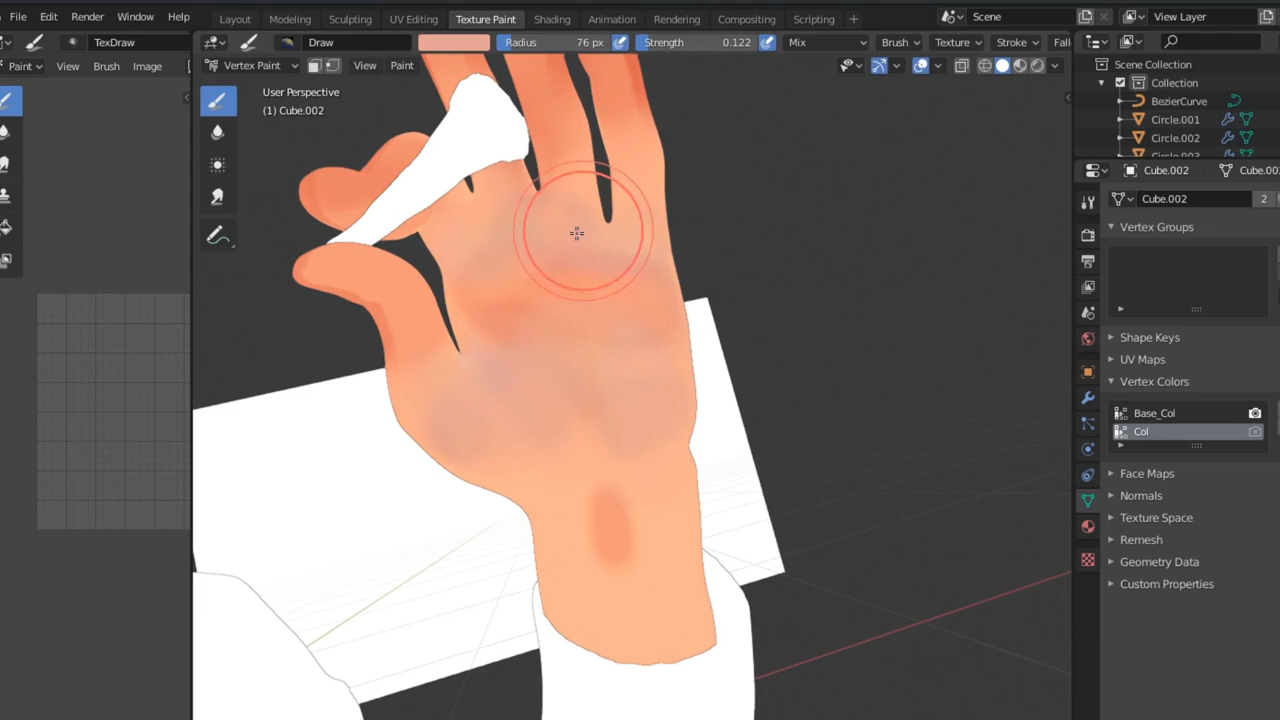 File Edit Render Window Help Layout Modeling Sculpting UV Editing Texture Paint Shading Animation Rendering Compositing Scripting + Scene View Layer
TexDraw Draw Radius 76 px Strength 0.122 Mix Brush Texture Stroke Fall
Paint View Brush Image Vertex Paint View Paint Scene Collection
Collection
User Perspective BezierCurve
(1) Cube.002 Circle.001
Circle.002
Cube.002 Cube.00
Cube.002 2
Vertex Groups
Shape Keys
UV Maps
Vertex Colors
Base_Col
Col
Face Maps
Normals
Texture Space
Remesh
Geometry Data
Custom Properties